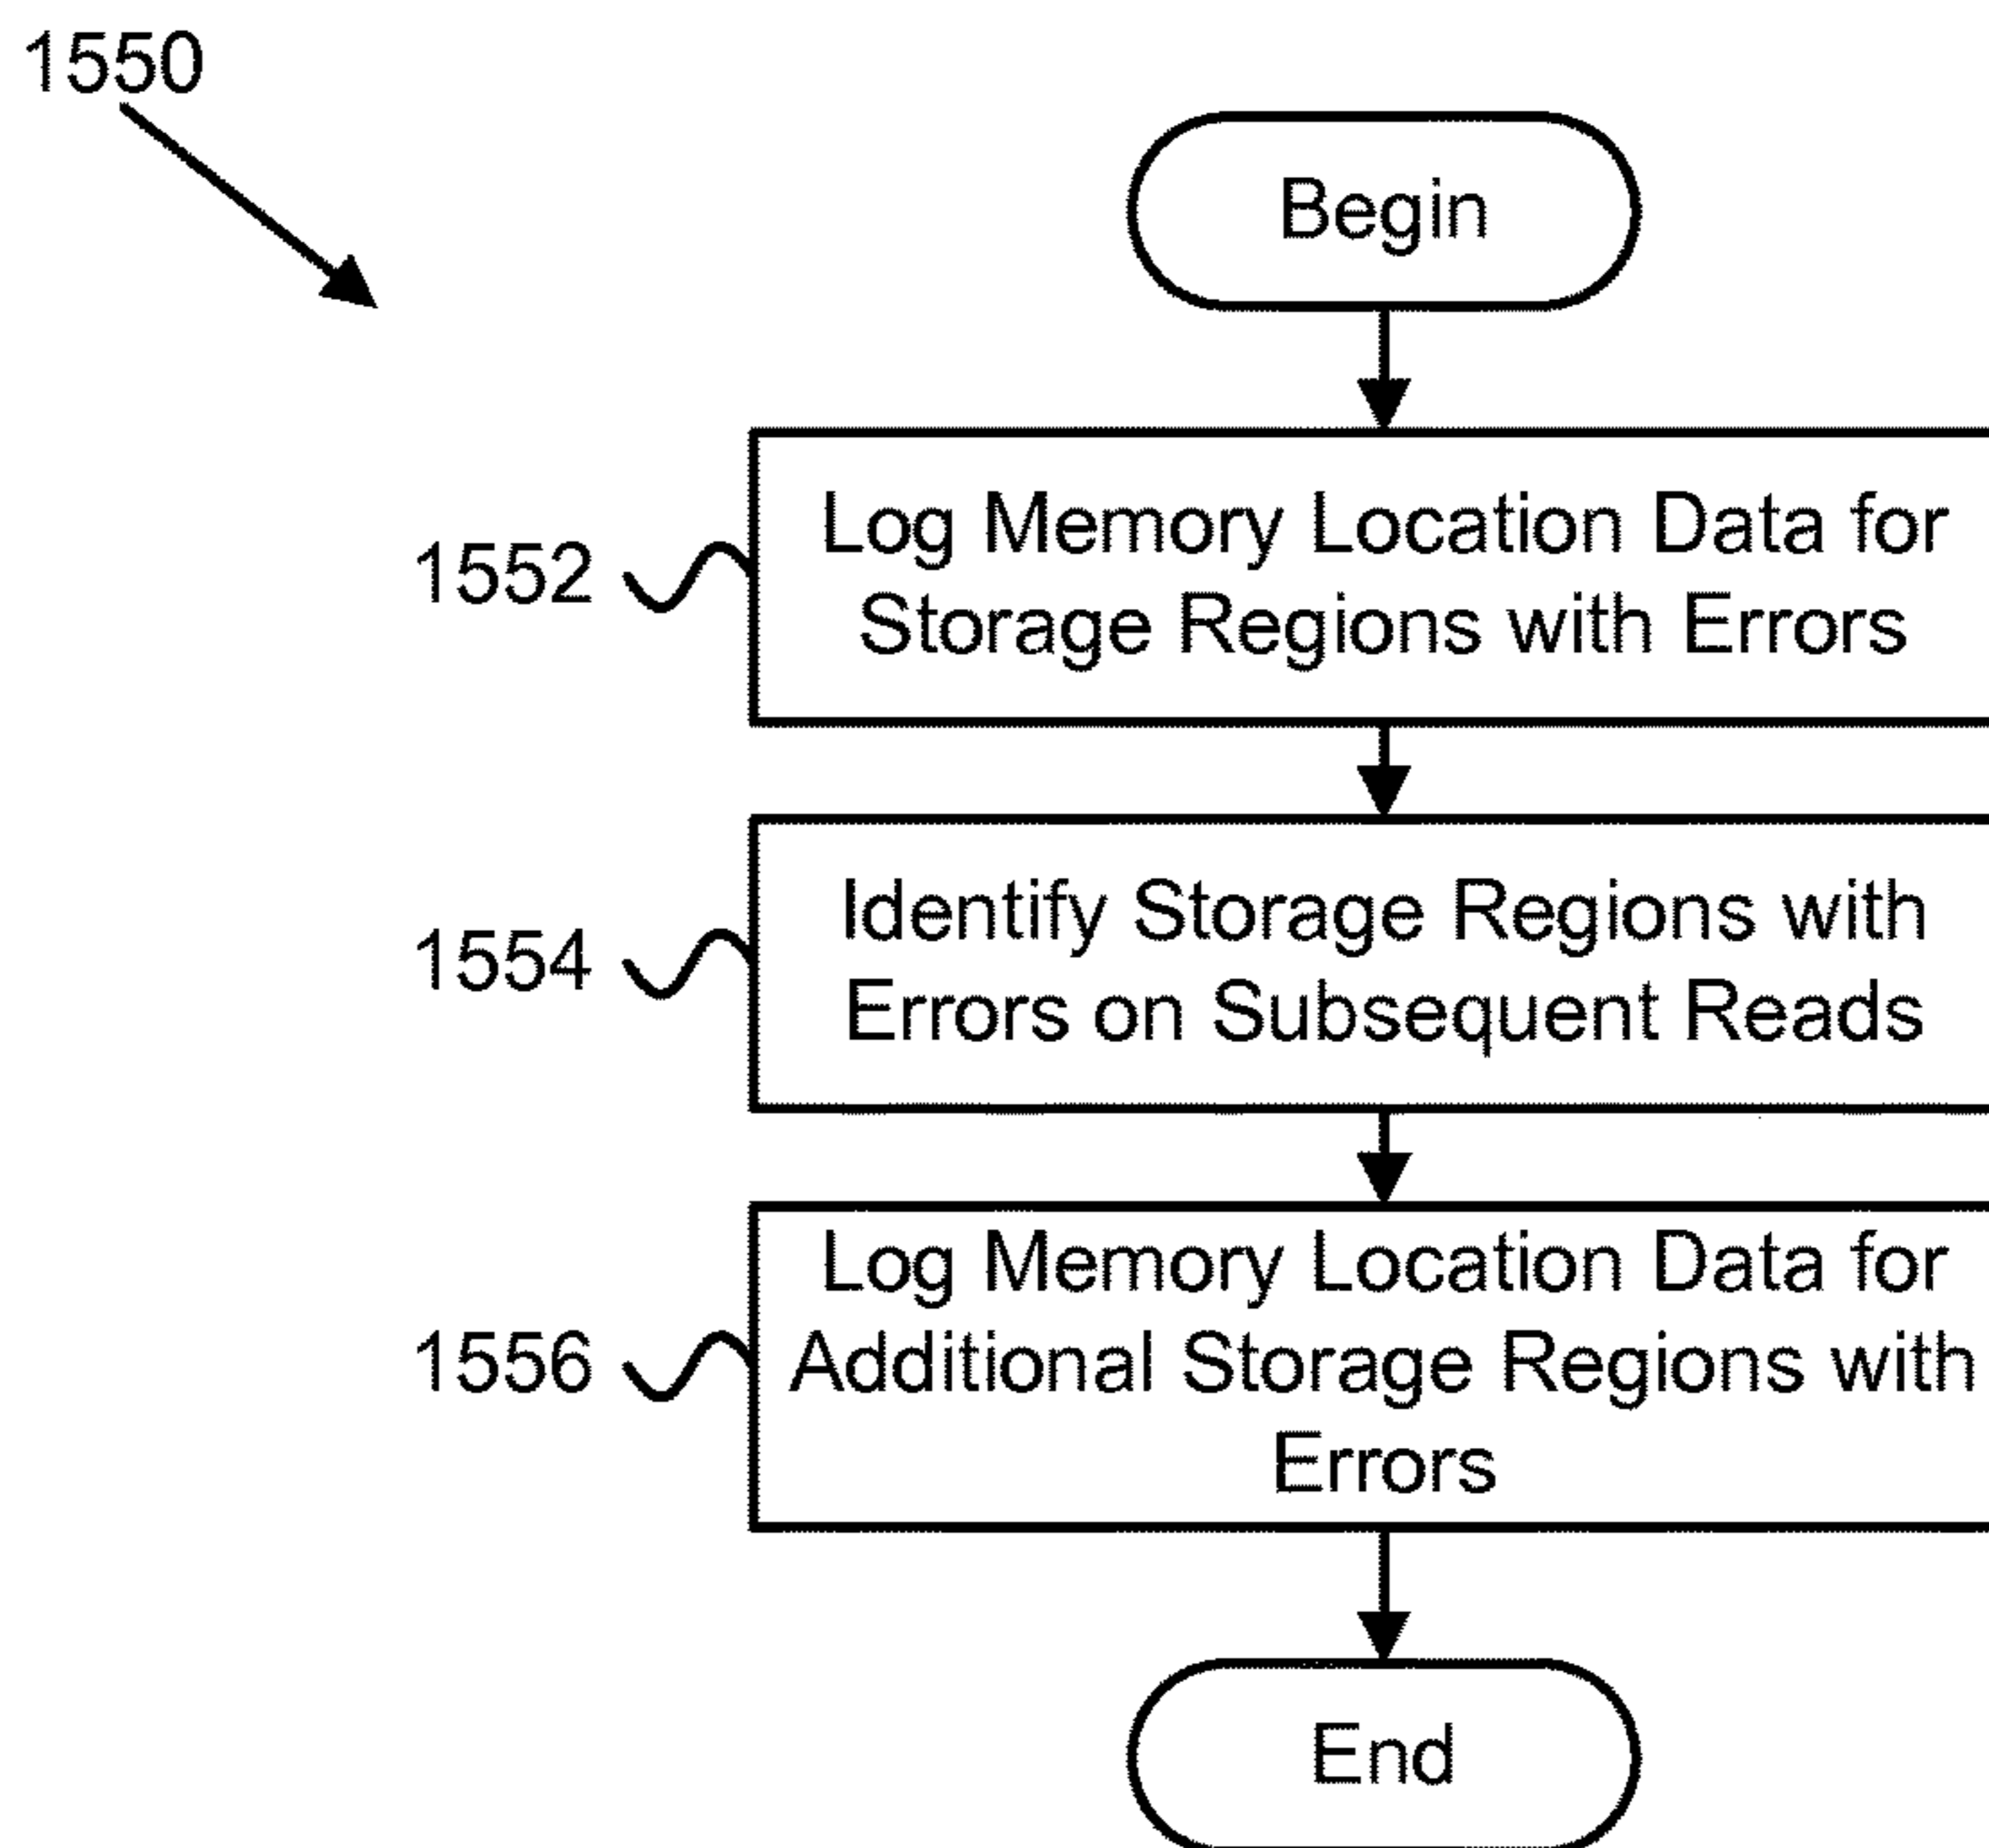 1550
Begin
1552
Log Memory Location Data for
Storage Regions with Errors
1554
Identify Storage Regions with
Errors on Subsequent Reads
1556
Log Memory Location Data for
Additional Storage Regions with
Errors
End